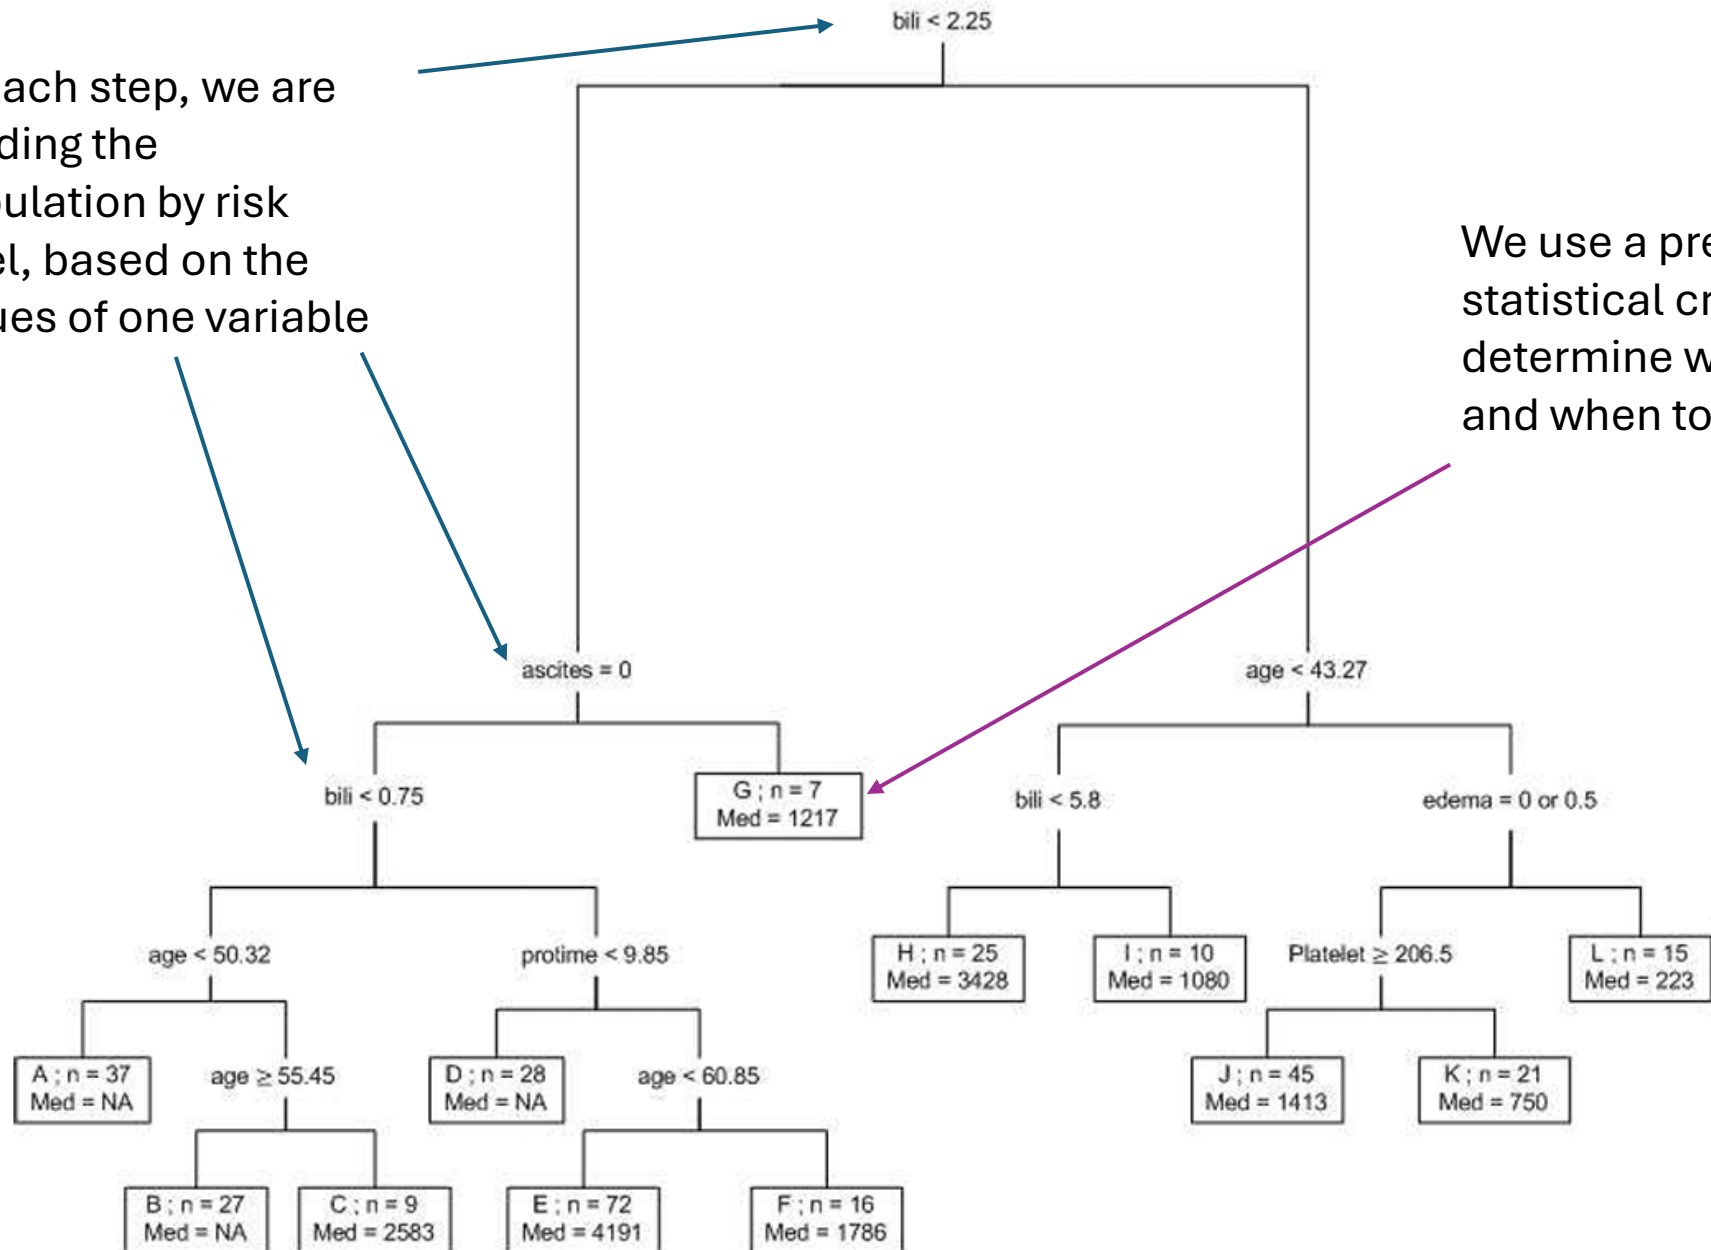 bili < 2.25
ach step, we are
ding the
ulation by risk
el, based on the
ues of one variable
We use a pre
statistical cr
determine w
and when to
ascites = 0
age < 43.27
bili < 0.75
G ; n = 7
Med = 1217
bili < 5.8
edema = 0 or 0.5
age < 50.32
protime < 9.85
H ; n = 25
Med = 3428
I ; n = 10
Med = 1080
Platelet ≥ 206.5
L ; n = 15
Med = 223
A ; n = 37
Med = NA
age ≥ 55.45
D ; n = 28
Med = NA
age < 60.85
J ; n = 45
Med = 1413
K ; n = 21
Med = 750
B ; n = 27
Med = NA
C ; n = 9
Med = 2583
E ; n = 72
Med = 4191
F ; n = 16
Med = 1786